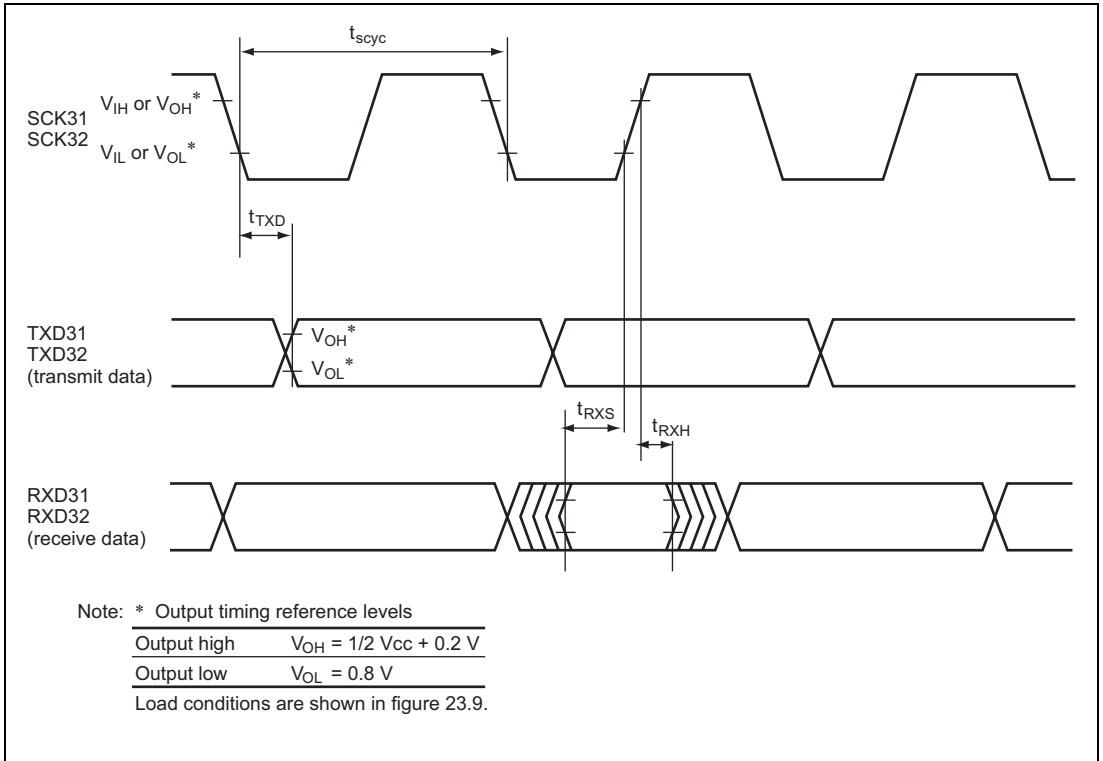 tscyc
SCK31
SCK32
VIH or VOH*
VIL or VOL*
tTXD
TXD31
TXD32
(transmit data)
VOH*
VOL*
tRXS
tRXH
RXD31
RXD32
(receive data)
Note: * Output timing reference levels
Output high VOH = 1/2 Vcc + 0.2 V
Output low VOL = 0.8 V
Load conditions are shown in figure 23.9.